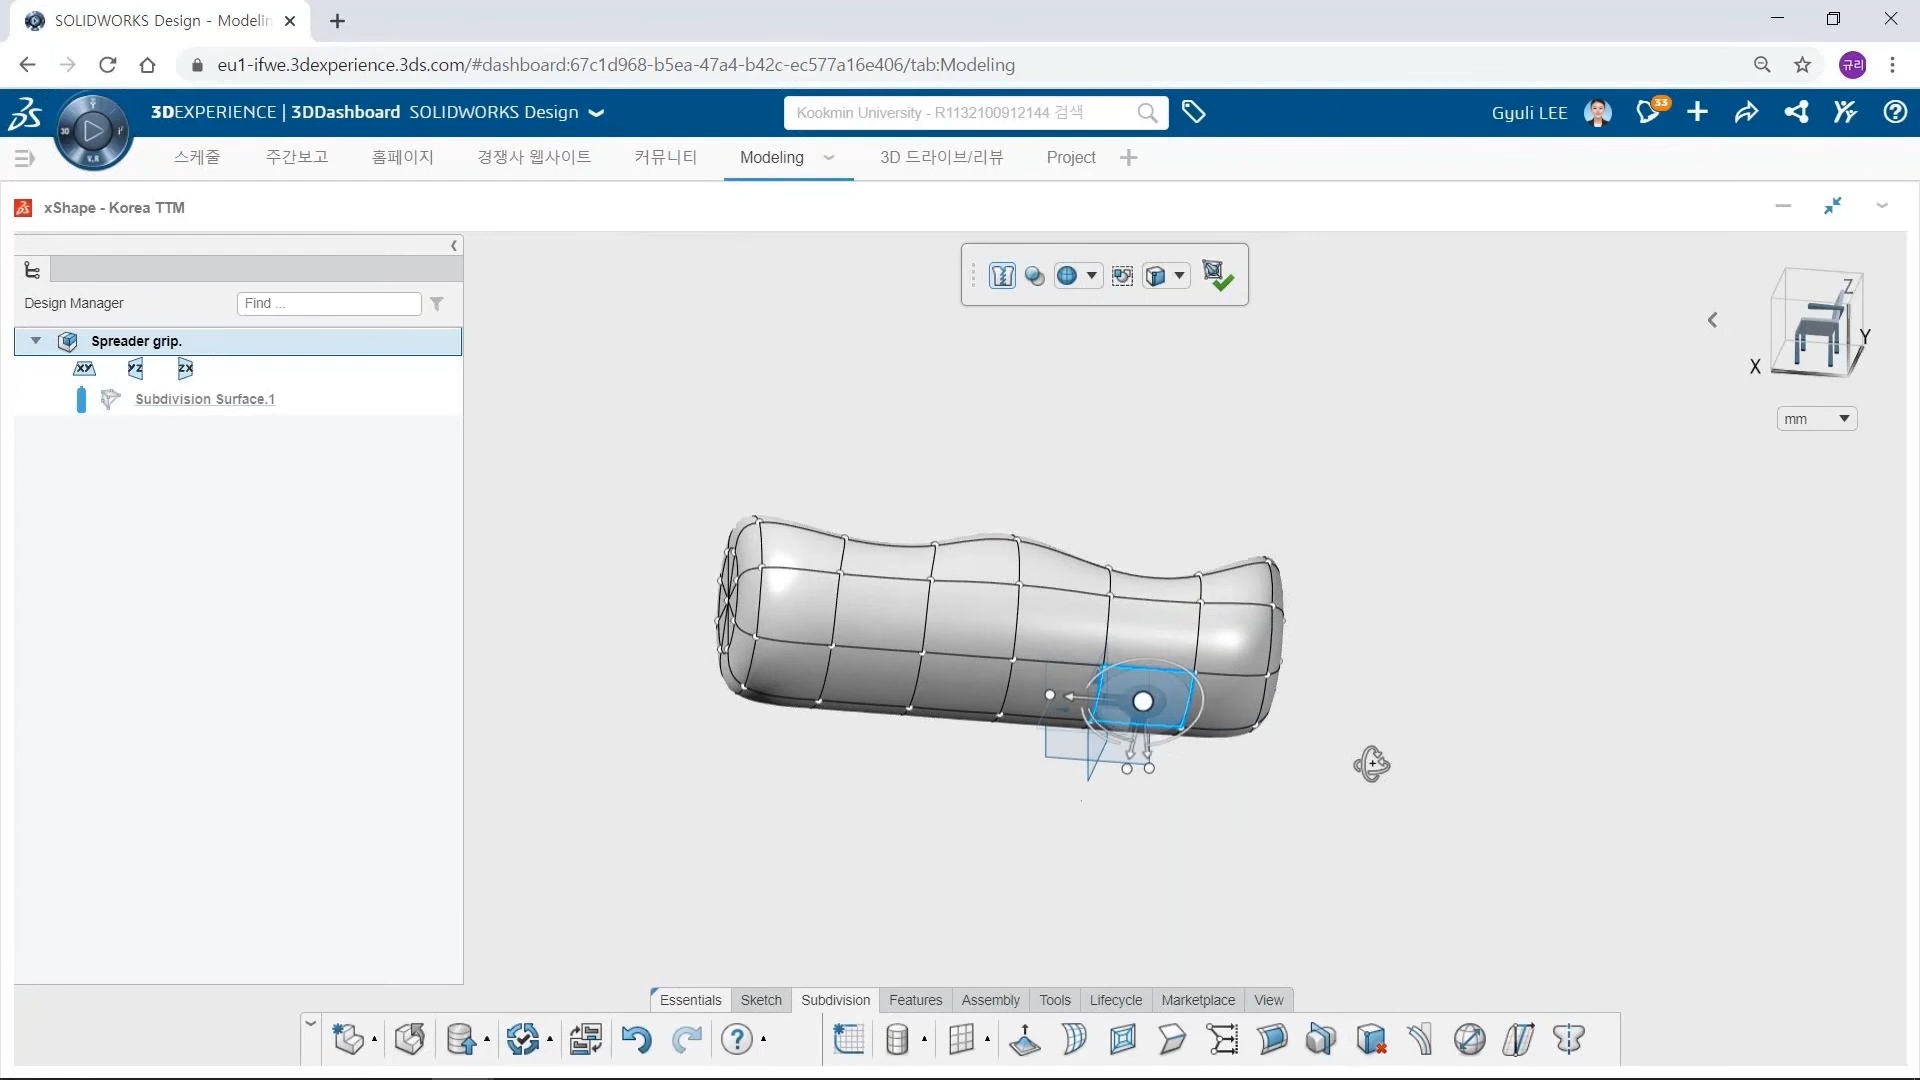 SOLIDWORKS Design - Modelin
eu1-ifwe.3dexperience.3ds.com/#dashboard:67c1d968-b5ea-47a4-b42c-ec577a16e406/tab:Modeling
규리
3DEXPERIENCE | 3DDashboard SOLIDWORKS Design
Kookmin University - R1132100912144 검색
Gyuli LEE
33
3D
V.R
스케줄
주간보고
홈페이지
경쟁사 웹사이트
커뮤니티
Modeling
3D 드라이브/리뷰
Project
xShape - Korea TTM
Design Manager
Find ...
Spreader grip.
XY
YZ
ZX
Subdivision Surface.1
Z
Y
X
mm
Essentials
Sketch
Subdivision
Features
Assembly
Tools
Lifecycle
Marketplace
View